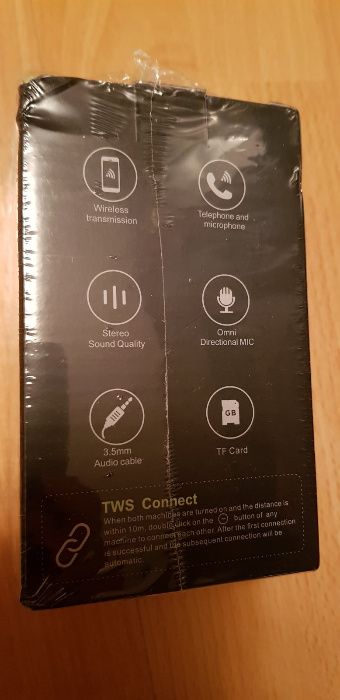 Wireless
transmission
Telephone and
microphone
Stereo
Sound Quality
Omni
Directional MIC
3.5mm
Audio cable
GB
TF Card
TWS Connect
When both machines are turned on and the distance is
within 10m, double click on the button of any
machine to connect each other. After the first connection
is successful and the subsequent connection will be
automatic.